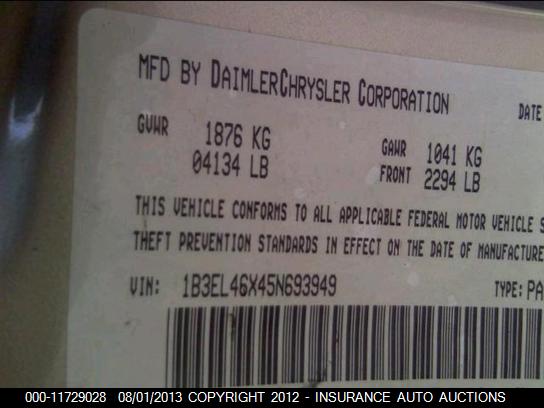 MFD BY DAIMLERCHRYSLER CORPORATION DATE
GVWR 1876 KG GAWR 1041 KG
04134 LB FRONT 2294 LB
THIS VEHICLE CONFORMS TO ALL APPLICABLE FEDERAL MOTOR VEHICLE S
THEFT PREVENTION STANDARDS IN EFFECT ON THE DATE OF MANUFACTURE
VIN: 1B3EL46X45N693949 TYPE: PA
000-11729028 08/01/2013 COPYRIGHT 2012 - INSURANCE AUTO AUCTIONS